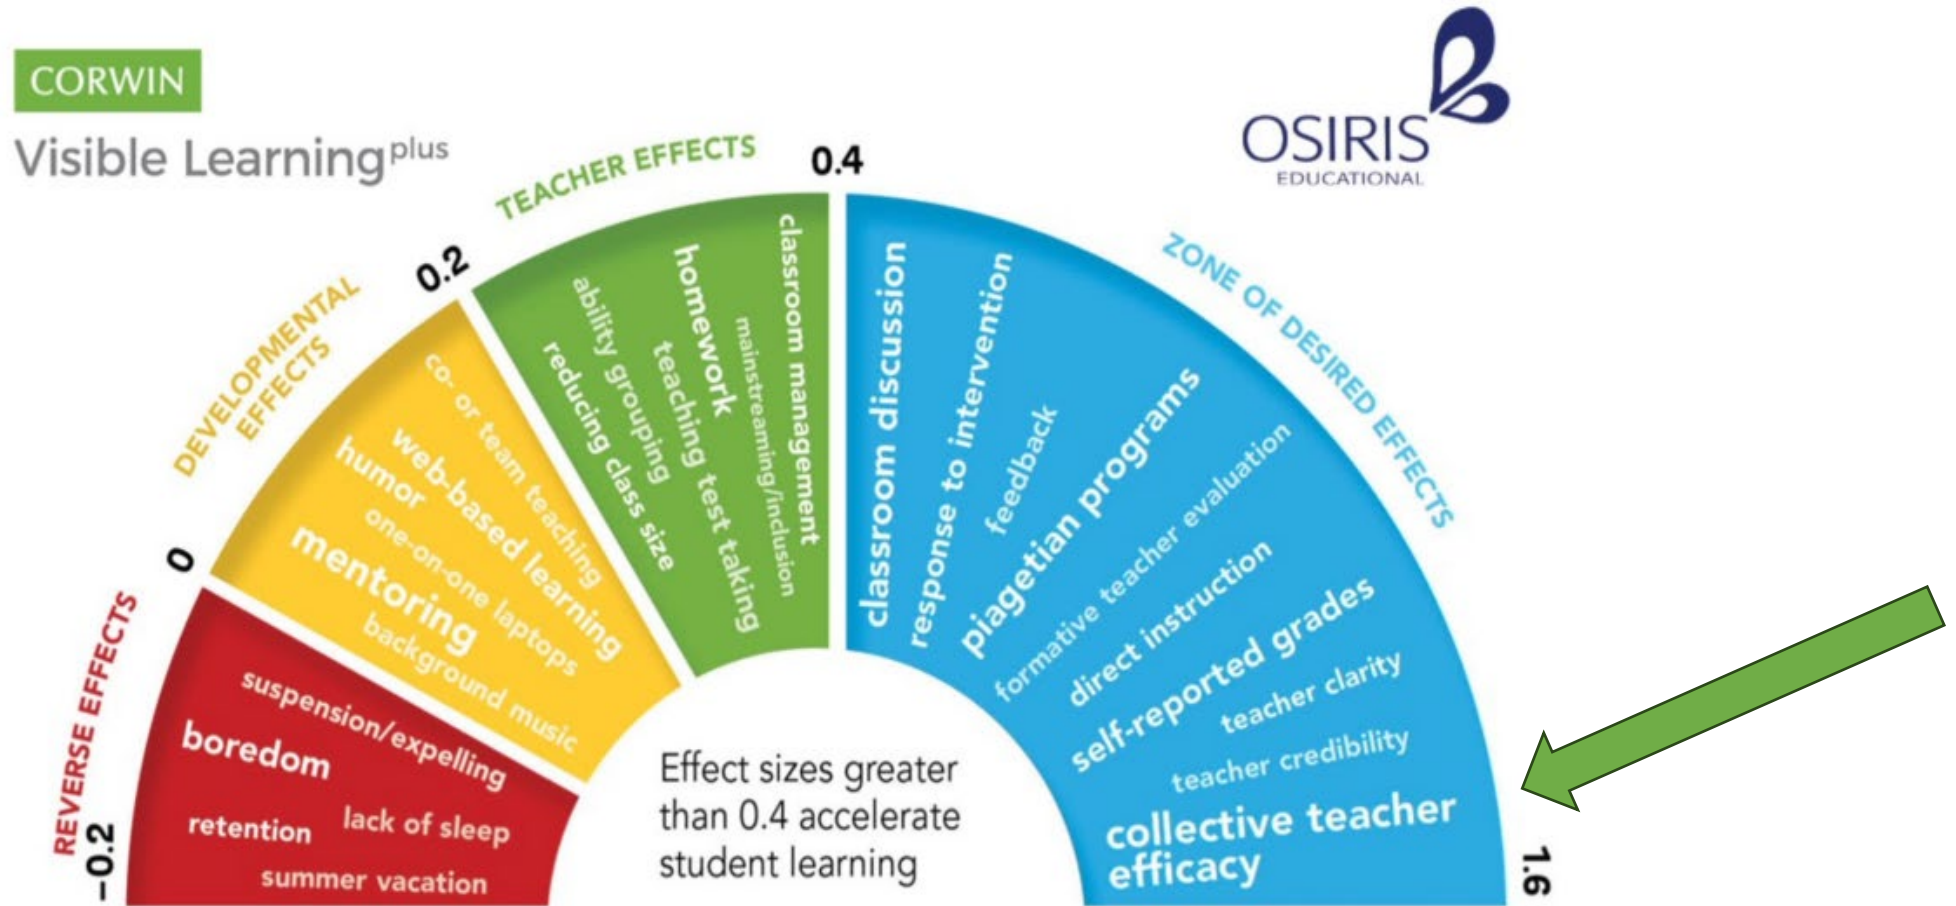 CORWIN
Visible Learning plus
OSIRIS
EDUCATIONAL
REVERSE EFFECTS
DEVELOPMENTAL
EFFECTS
TEACHER EFFECTS
ZONE OF DESIRED EFFECTS
−0.2
0
0.2
0.4
1.6
suspension/expelling
boredom
lack of sleep
retention
summer vacation
co- or team teaching
web-based learning
humor
one-on-one laptops
mentoring
background music
reducing class size
ability grouping
teaching test taking
homework
mainstreaming/inclusion
classroom management
classroom discussion
response to intervention
feedback
piagetian programs
formative teacher evaluation
direct instruction
self-reported grades
teacher clarity
teacher credibility
collective teacher
efficacy
Effect sizes greater
than 0.4 accelerate
student learning